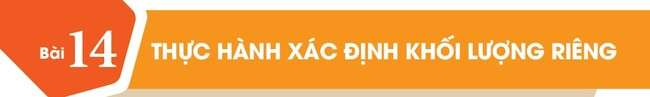 Bài 14 THỰC HÀNH XÁC ĐỊNH KHỐI LƯỢNG RIÊNG